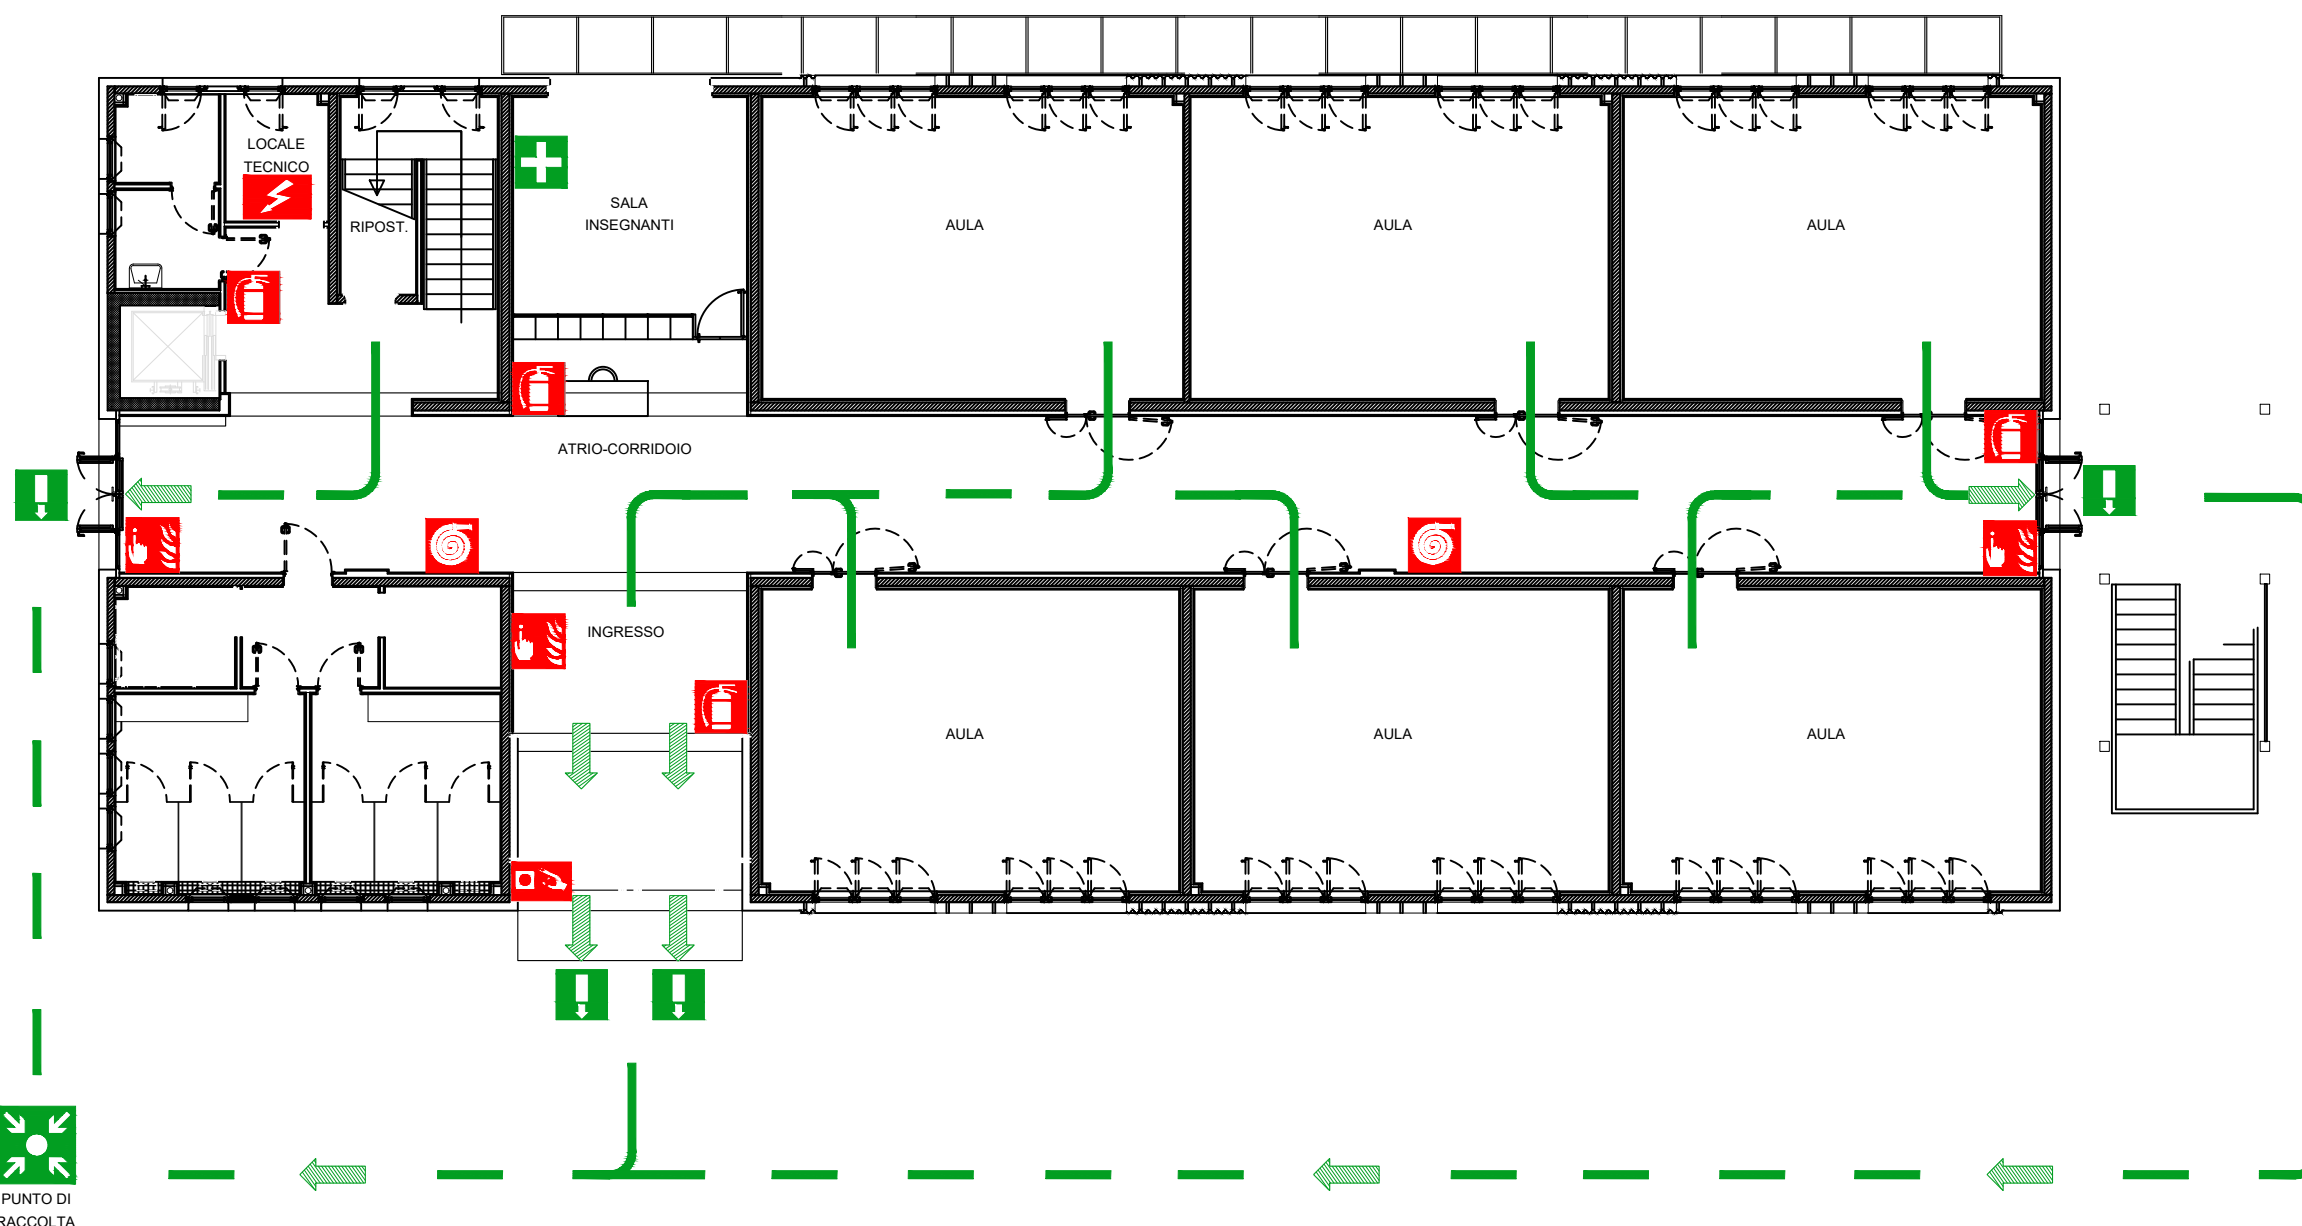 LOCALE
TECNICO
RIPOST.
SALA
INSEGNANTI
AULA
AULA
AULA
ATRIO-CORRIDOIO
INGRESSO
AULA
AULA
AULA
PUNTO DI
RACCOLTA